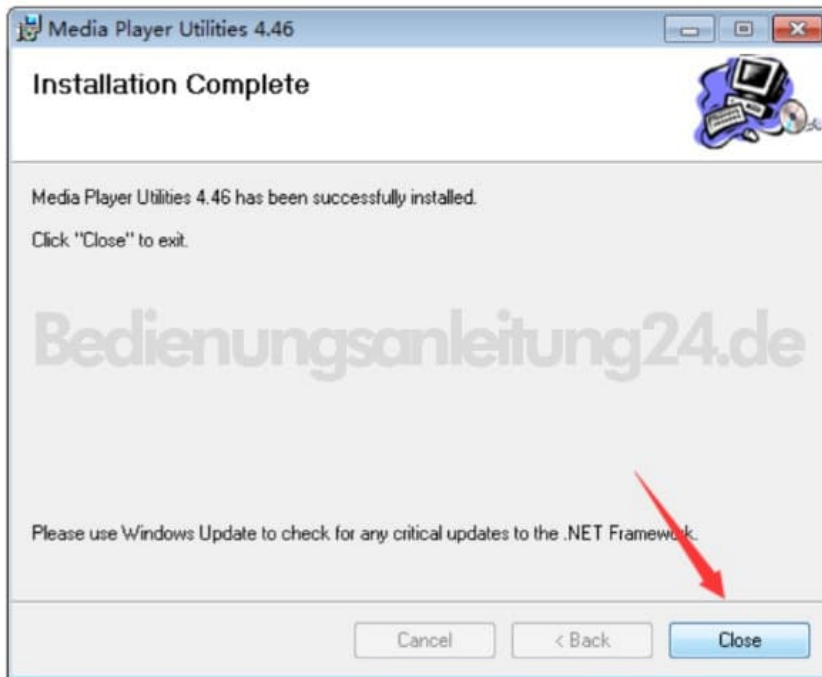 Media Player Utilities 4.46
Installation Complete
Media Player Utilities 4.46 has been successfully installed.
Click "Close" to exit.
Bedienungsanleitung24.de
Please use Windows Update to check for any critical updates to the .NET Framework.
Cancel
< Back
Close